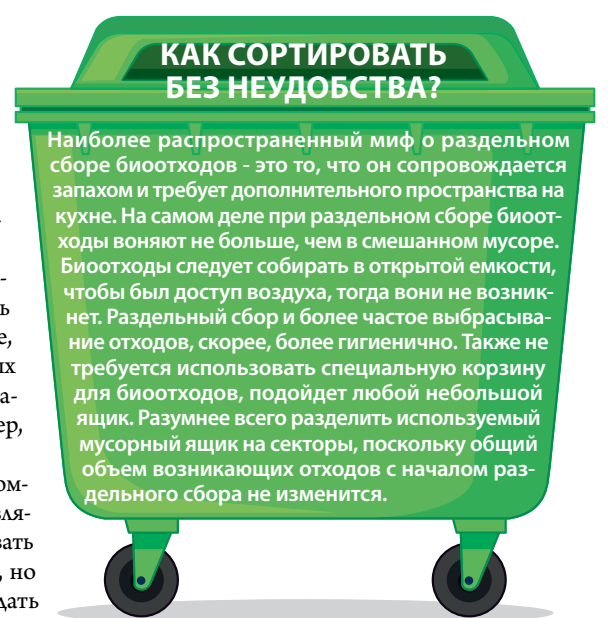 КАК СОРТИРОВАТЬ
БЕЗ НЕУДОБСТВА?
Наиболее распространенный миф о раздельном
сборе биоотходов - это то, что он сопровождается
запахом и требует дополнительного пространства на
кухне. На самом деле при раздельном сборе биоот-
ходы воняют не больше, чем в смешанном мусоре.
Биоотходы следует собирать в открытой емкости,
чтобы был доступ воздуха, тогда вони не возник-
нет. Раздельный сбор и более частое выбрасыва-
ние отходов, скорее, более гигиенично. Также не
требуется использовать специальную корзину
для биоотходов, подойдет любой небольшой
ящик. Разумнее всего разделить используемый
мусорный ящик на секторы, поскольку общий
объем возникающих отходов с началом раз-
дельного сбора не изменится.